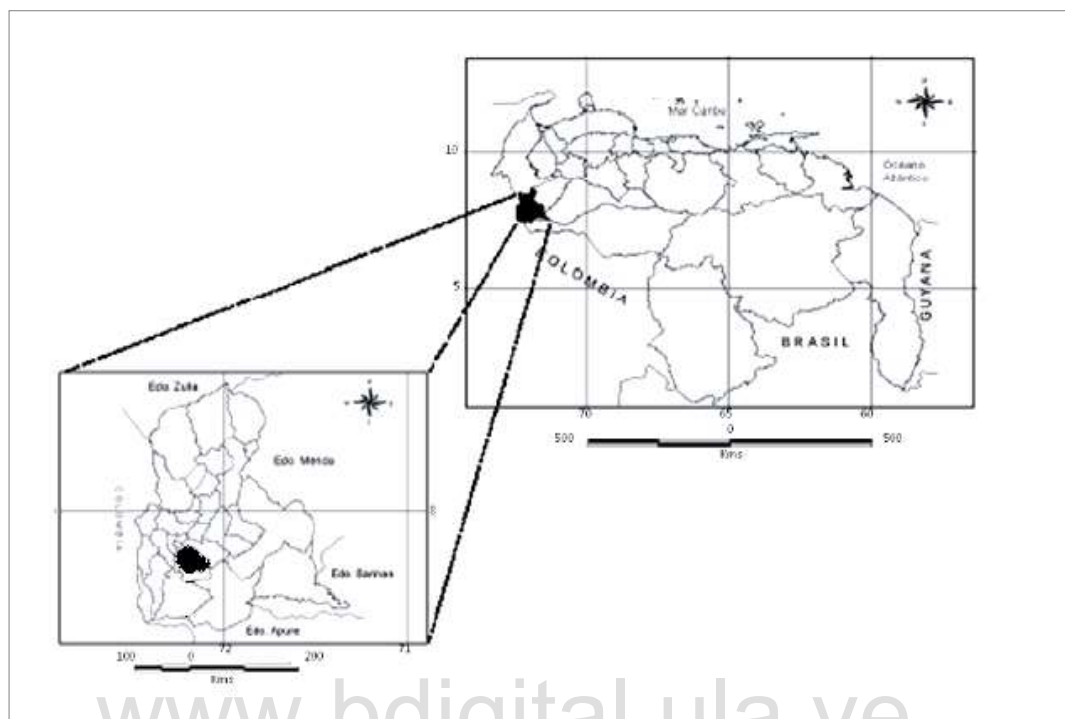 Mar Caribe
10
Océano
Atlántico
COLOMBIA
5
GUYANA
BRASIL
70 65 60
500 0 500
Kms
Edo. Zulia
Edo. Mérida
COLOMBIA
8
Edo. Barinas
Edo. Apure
72 71
100 0 200
Kms
www.bdigital.ula.ve